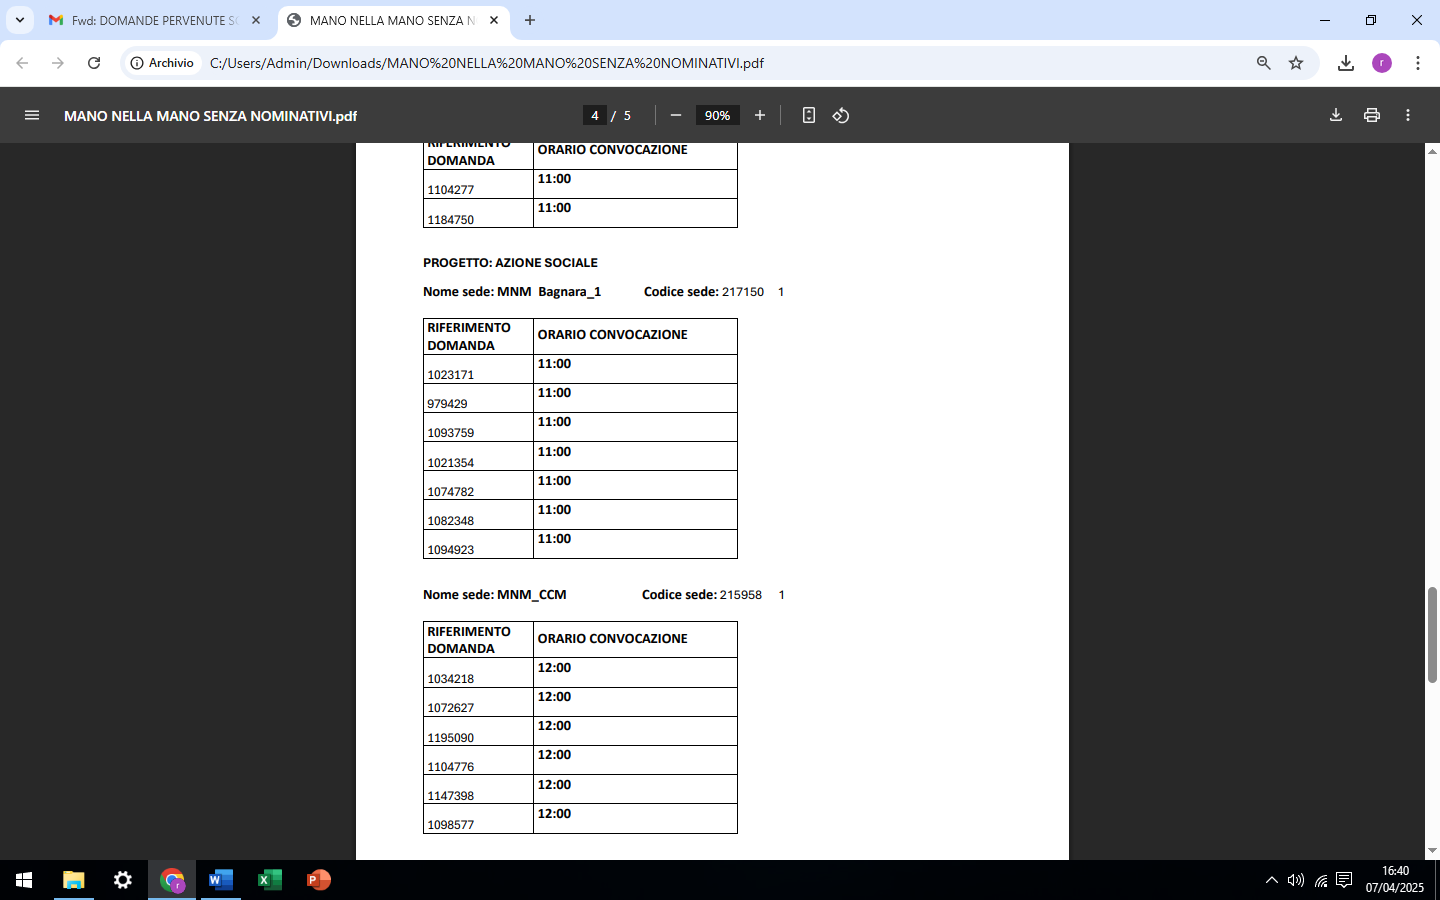 Fwd: DOMANDE PERVENUTE S
MANO NELLA MANO SENZA N
Archivio
C:/Users/Admin/Downloads/MANO%20NELLA%20MANO%20SENZA%20NOMINATIVI.pdf
r
MANO NELLA MANO SENZA NOMINATIVI.pdf
4 / 5
90%
RIFERIMENTO DOMANDA ORARIO CONVOCAZIONE
1104277 11:00
1184750 11:00
PROGETTO: AZIONE SOCIALE
Nome sede: MNM Bagnara_1 Codice sede: 217150 1
RIFERIMENTO DOMANDA ORARIO CONVOCAZIONE
1023171 11:00
979429 11:00
1093759 11:00
1021354 11:00
1074782 11:00
1082348 11:00
1094923 11:00
Nome sede: MNM_CCM Codice sede: 215958 1
RIFERIMENTO DOMANDA ORARIO CONVOCAZIONE
1034218 12:00
1072627 12:00
1195090 12:00
1104776 12:00
1147398 12:00
1098577 12:00
16:40
07/04/2025